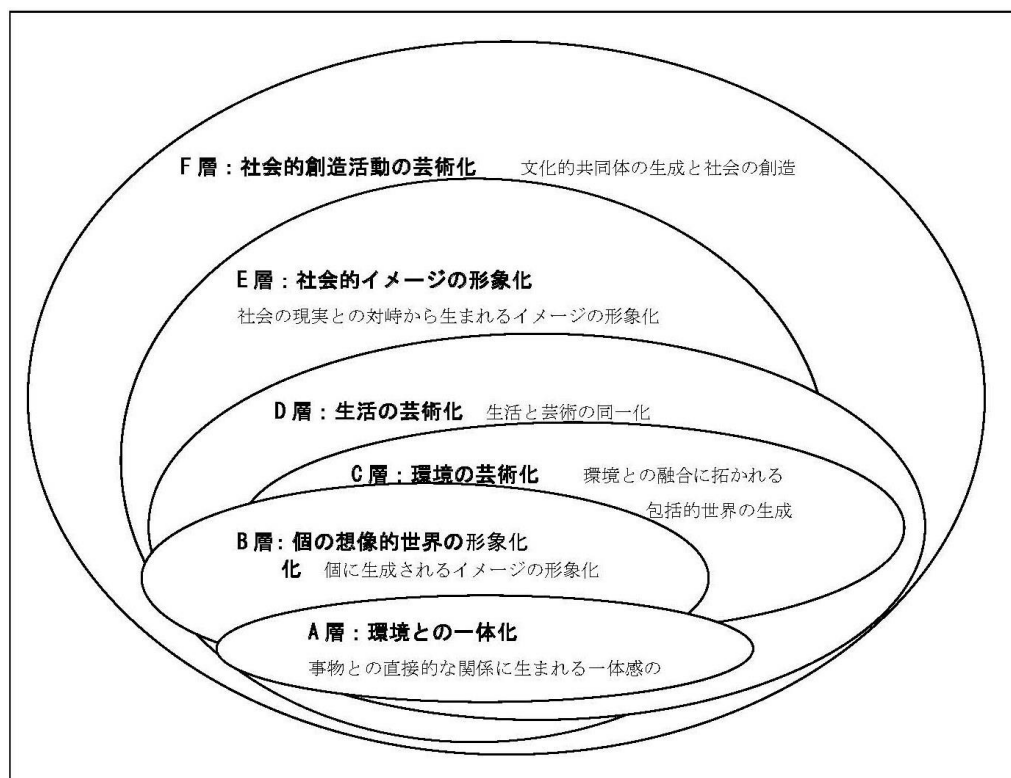 F層：社会的創造活動の芸術化　文化的共同体の生成と社会の創造
E層：社会的イメージの形象化
社会の現実との対峙から生まれるイメージの形象化
D層：生活の芸術化　生活と芸術の同一化
C層：環境の芸術化　環境との融合に拓かれる
包括的世界の生成
B層：個の想像的世界の形象化
化　個に生成されるイメージの形象化
A層：環境との一体化
事物との直接的な関係に生まれる一体感の